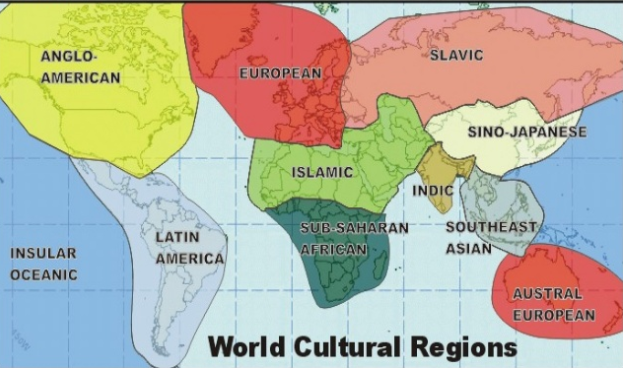 ANGLO-
AMERICAN
EUROPEAN
SLAVIC
SINO-JAPANESE
ISLAMIC
INDIC
SUB-SAHARAN
AFRICAN
SOUTHEAST
ASIAN
LATIN
AMERICA
INSULAR
OCEANIC
AUSTRAL
EUROPEAN
World Cultural Regions